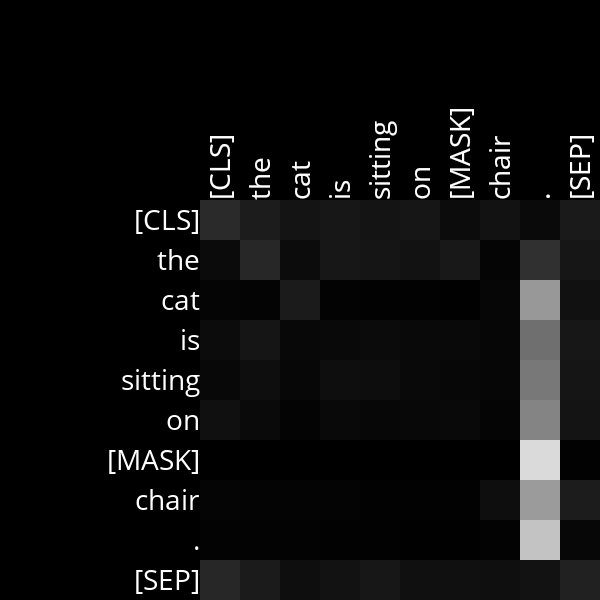 [CLS] the cat is sitting on [MASK] chair . [SEP]
[CLS]
the
cat
is
sitting
on
[MASK]
chair
.
[SEP]